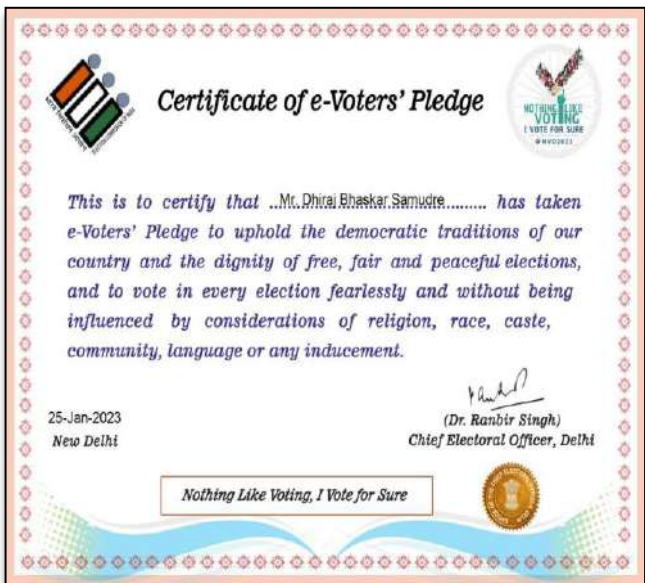 Certificate of e-Voters' Pledge
NOTHING LIKE
VOTING
I VOTE FOR SURE
#NVD2023
This is to certify that ..Mr. Dhiraj Bhaskar Samudre......... has taken
e-Voters' Pledge to uphold the democratic traditions of our
country and the dignity of free, fair and peaceful elections,
and to vote in every election fearlessly and without being
influenced by considerations of religion, race, caste,
community, language or any inducement.
25-Jan-2023
New Delhi
(Dr. Ranbir Singh)
Chief Electoral Officer, Delhi
Nothing Like Voting, I Vote for Sure